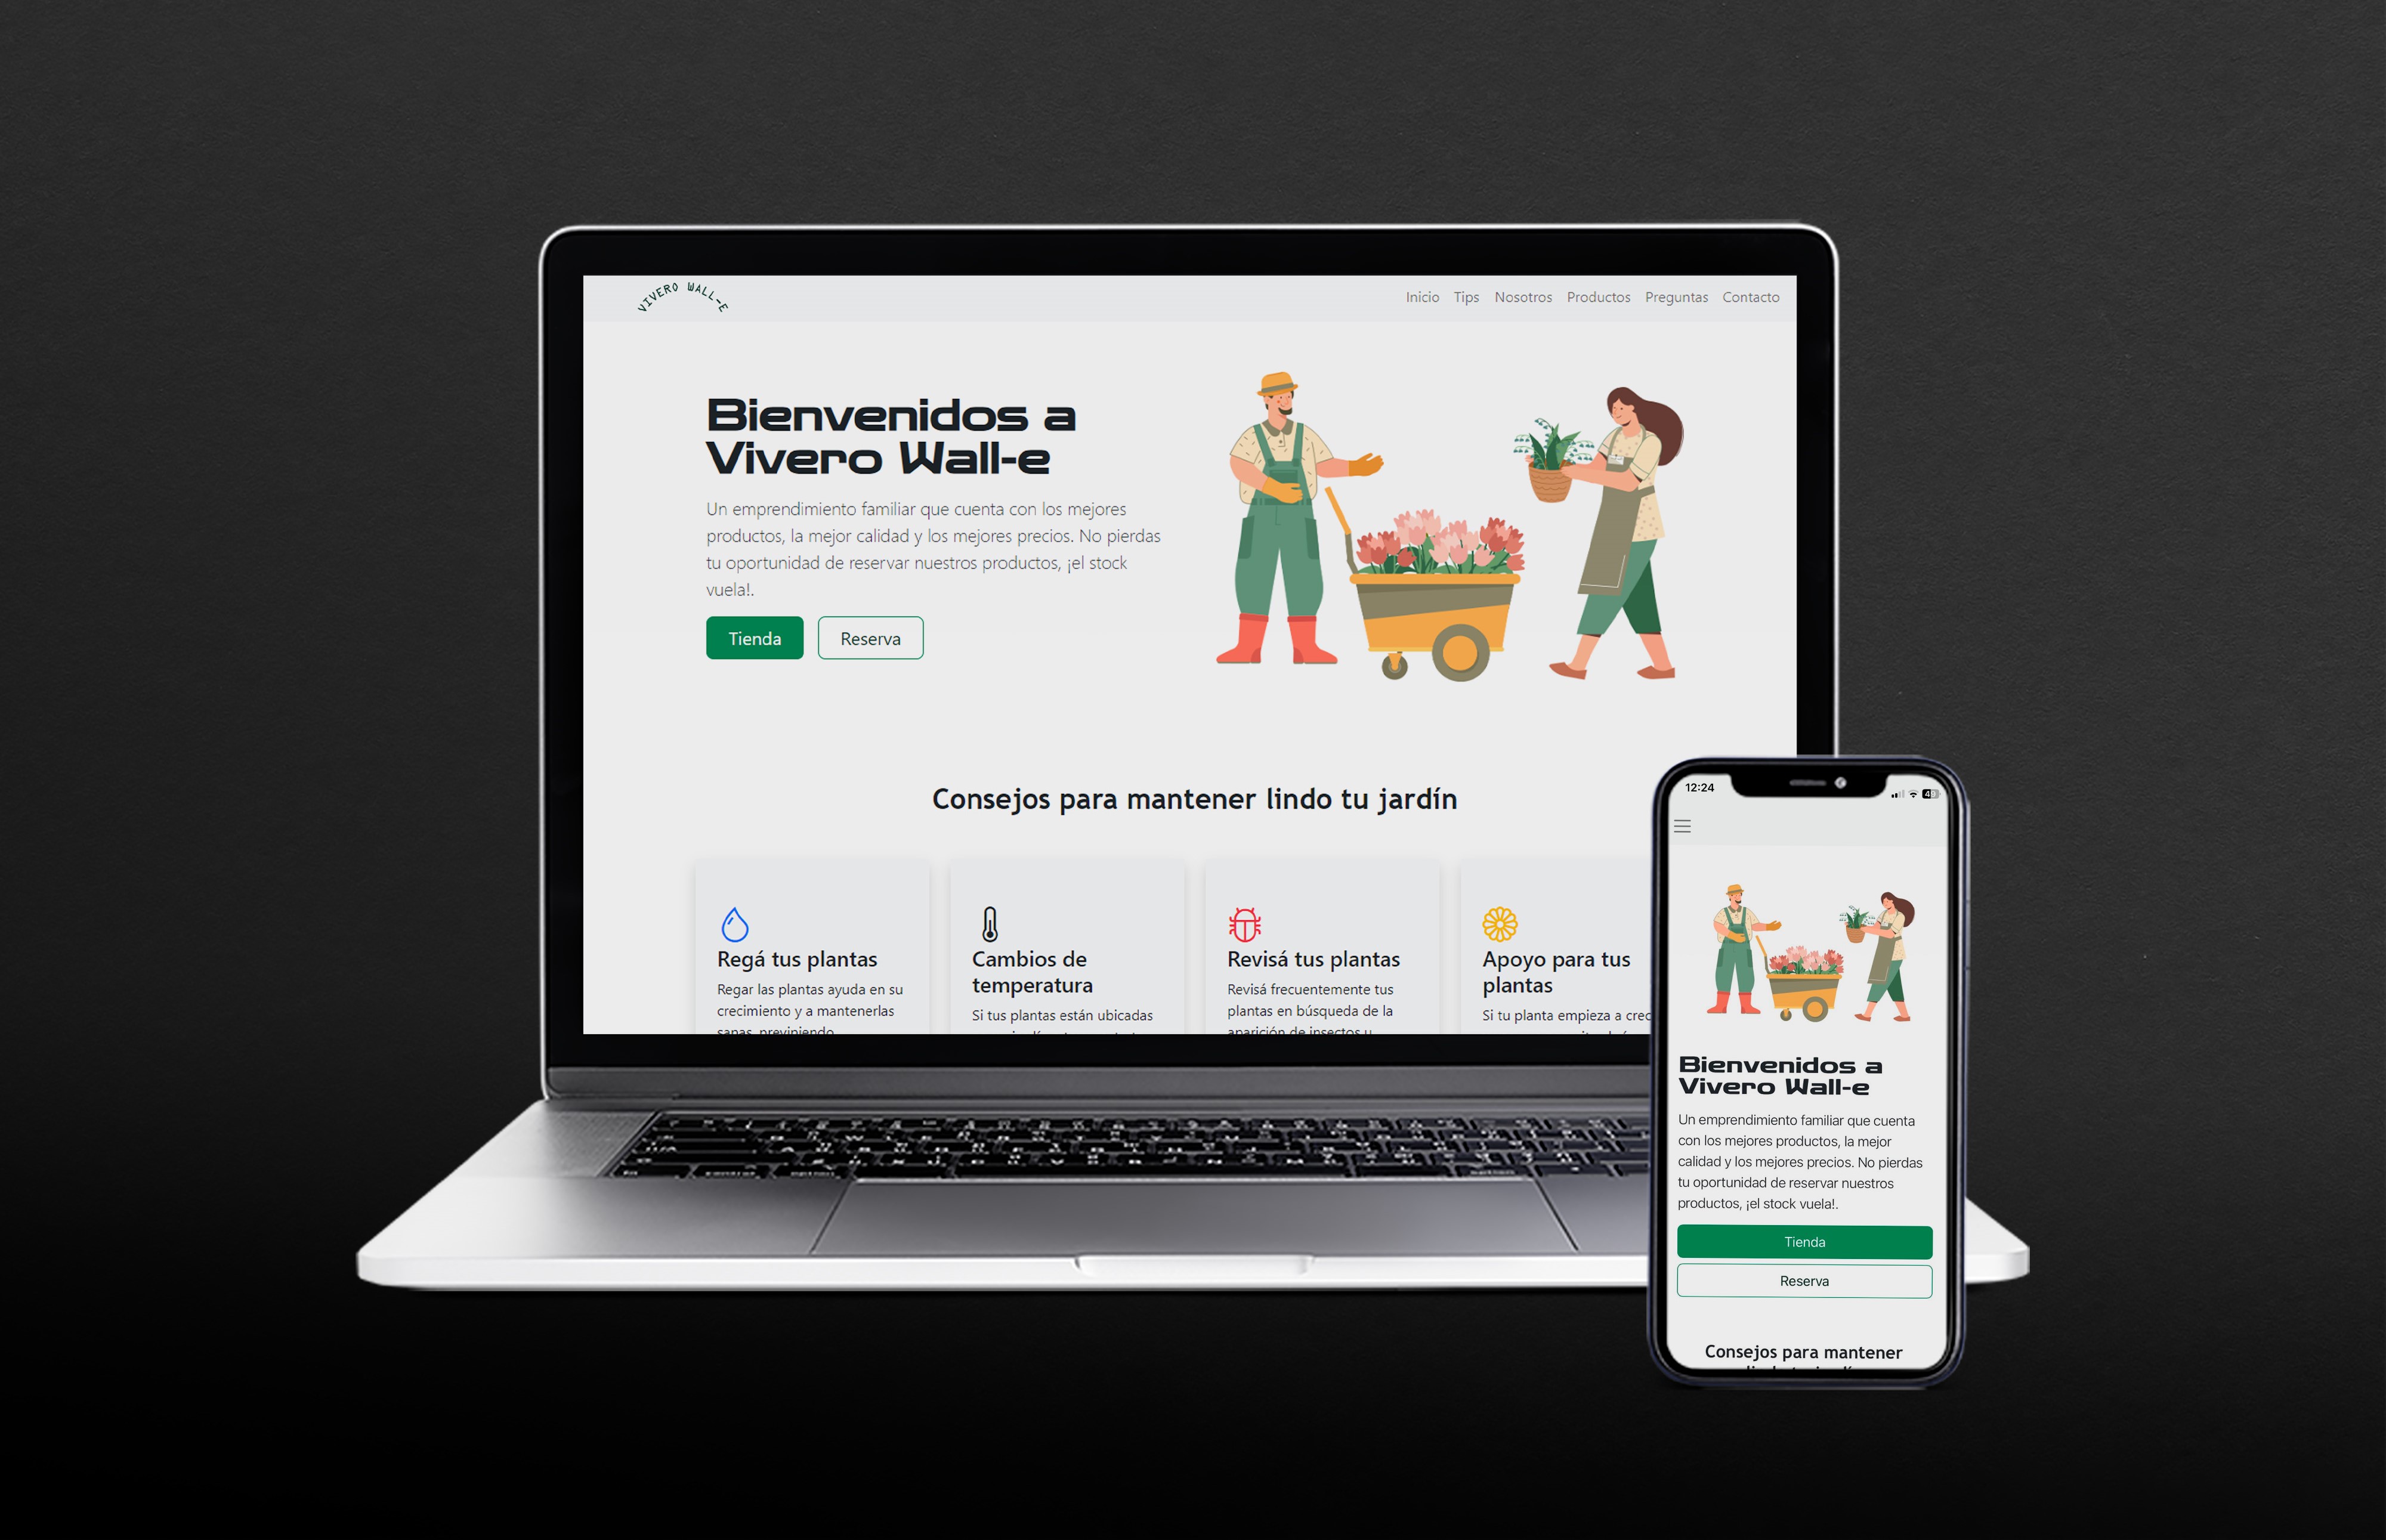 VIVERO WALL-E
Inicio Tips Nosotros Productos Preguntas Contacto
Bienvenidos a
Vivero Wall-e
Un emprendimiento familiar que cuenta con los mejores
productos, la mejor calidad y los mejores precios. No pierdas
tu oportunidad de reservar nuestros productos, ¡el stock
vuela!.
Tienda Reserva
Consejos para mantener lindo tu jardín
Regá tus plantas
Regar las plantas ayuda en su
crecimiento y a mantenerlas
sanas, previniendo
Cambios de
temperatura
Si tus plantas están ubicadas
Revisá tus plantas
Revisá frecuentemente tus
plantas en búsqueda de la
aparición de insectos u
Apoyo para tus
plantas
Si tu planta empieza a crec
12:24
49
Bienvenidos a
Vivero Wall-e
Un emprendimiento familiar que cuenta
con los mejores productos, la mejor
calidad y los mejores precios. No pierdas
tu oportunidad de reservar nuestros
productos, ¡el stock vuela!.
Tienda
Reserva
Consejos para mantener